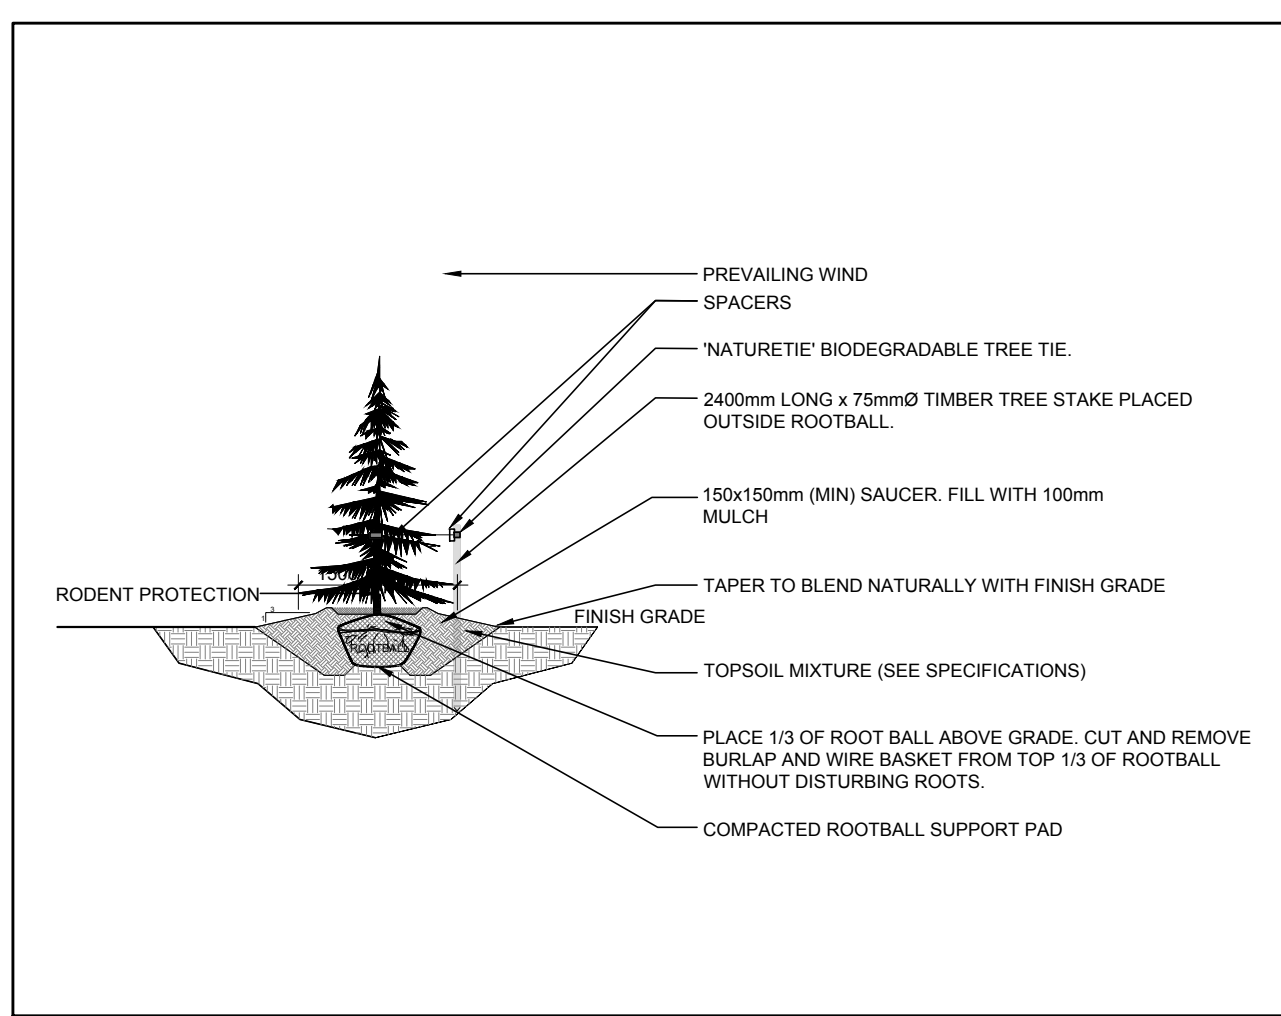 PREVAILING WIND
SPACERS
'NATURETIE' BIODEGRADABLE TREE TIE.
2400mm LONG x 75mmØ TIMBER TREE STAKE PLACED
OUTSIDE ROOTBALL.
150x150mm (MIN) SAUCER. FILL WITH 100mm
MULCH
TAPER TO BLEND NATURALLY WITH FINISH GRADE
RODENT PROTECTION
3
1
FINISH GRADE
ROOTBALL
TOPSOIL MIXTURE (SEE SPECIFICATIONS)
PLACE 1/3 OF ROOT BALL ABOVE GRADE. CUT AND REMOVE
BURLAP AND WIRE BASKET FROM TOP 1/3 OF ROOTBALL
WITHOUT DISTURBING ROOTS.
COMPACTED ROOTBALL SUPPORT PAD